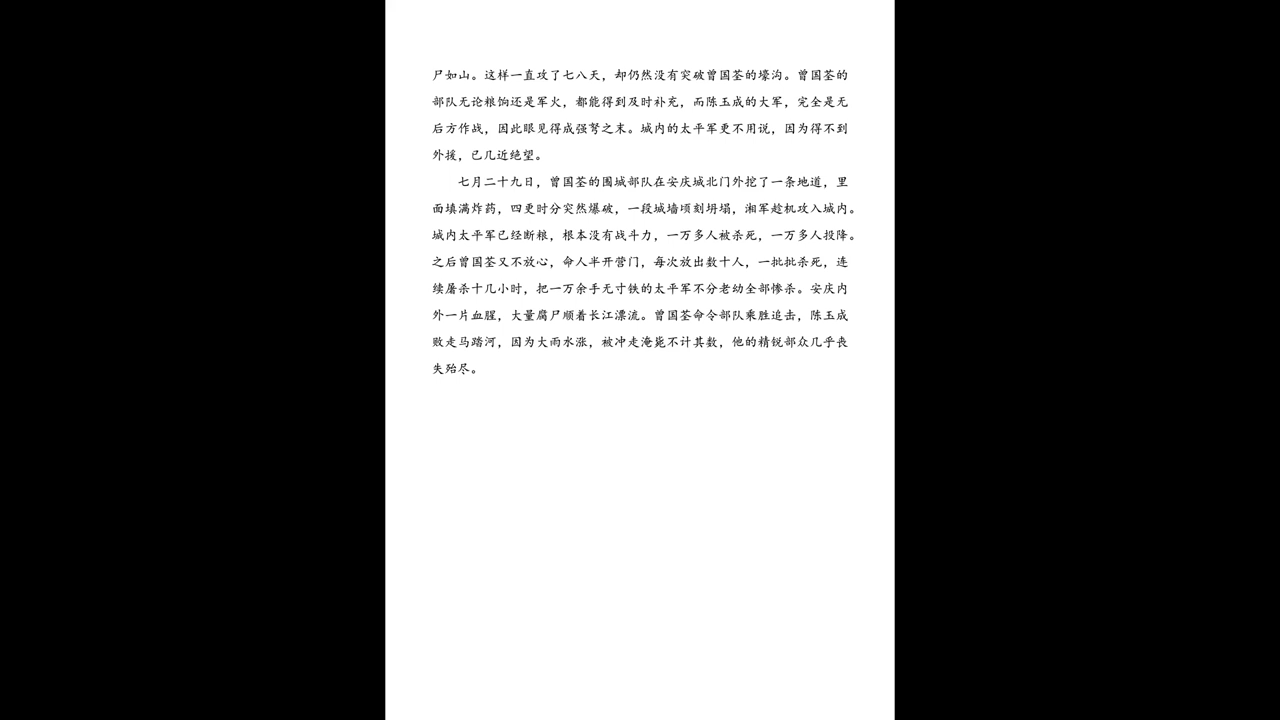 尸如山。这样一直攻了七八天，却仍然没有突破曾国荃的壕沟。曾国荃的
部队无论粮饷还是军火，都能得到及时补充，而陈玉成的大军，完全是无
后方作战，因此眼见得成强弩之末。城内的太平军更不用说，因为得不到
外援，已几近绝望。
七月二十九日，曾国荃的围城部队在安庆城北门外挖了一条地道，里
面填满炸药，四更时分突然爆破，一段城墙顷刻坍塌，湘军趁机攻入城内。
城内太平军已经断粮，根本没有战斗力，一万多人被杀死，一万多人投降。
之后曾国荃又不放心，命人半开营门，每次放出数十人，一批批杀死，连
续屠杀十几小时，把一万余手无寸铁的太平军不分老幼全部惨杀。安庆内
外一片血腥，大量腐尸顺着长江漂流。曾国荃命令部队乘胜追击，陈玉成
败走马踏河，因为大雨水涨，被冲走淹毙不计其数，他的精锐部众几乎丧
失殆尽。